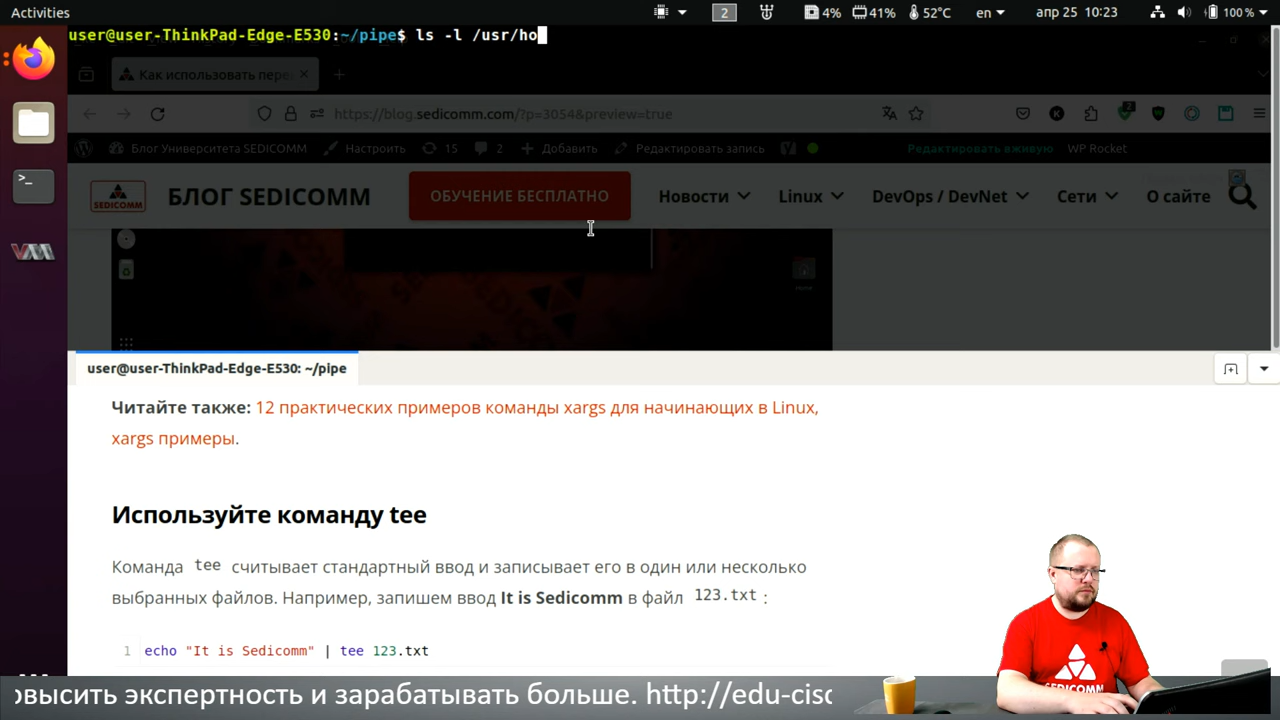 Activities
2
4%
41%
52°C
en
апр 25 10:23
100 %
user@user-ThinkPad-Edge-E530:~/pipe$ ls -l /usr/ho
Как использовать пере
https://blog.sedicomm.com/?p=3054&preview=true
2
Блог Университета SEDICOMM
Настроить
15
2
Добавить
Редактировать запись
Редактировать вживую
WP Rocket
SEDICOMM
БЛОГ SEDICOMM
ОБУЧЕНИЕ БЕСПЛАТНО
Новости
Linux
DevOps / DevNet
Сети
О сайте
user@user-ThinkPad-Edge-E530: ~/pipe
Читайте также: 12 практических примеров команды xargs для начинающих в Linux,
xargs примеры.
Используйте команду tee
Команда tee считывает стандартный ввод и записывает его в один или несколько
выбранных файлов. Например, запишем ввод It is Sedicomm в файл 123.txt :
1 echo "It is Sedicomm" | tee 123.txt
SEDICOMM
овысить экспертность и зарабатывать больше. http://edu-cisc